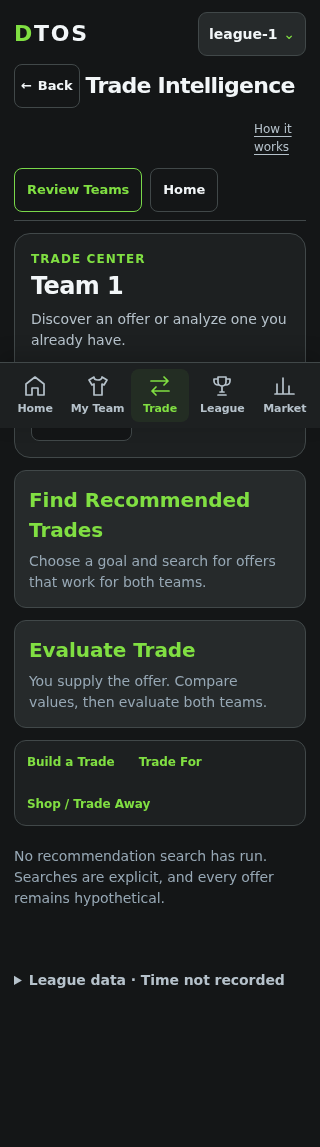 DTOS
league-1
← Back
Trade Intelligence
How it
works
Review Teams
Home
TRADE CENTER
Team 1
Discover an offer or analyze one you
already have.
Home
My Team
Trade
League
Market
Find Recommended
Trades
Choose a goal and search for offers
that work for both teams.
Evaluate Trade
You supply the offer. Compare
values, then evaluate both teams.
Build a Trade
Trade For
Shop / Trade Away
No recommendation search has run.
Searches are explicit, and every offer
remains hypothetical.
League data · Time not recorded